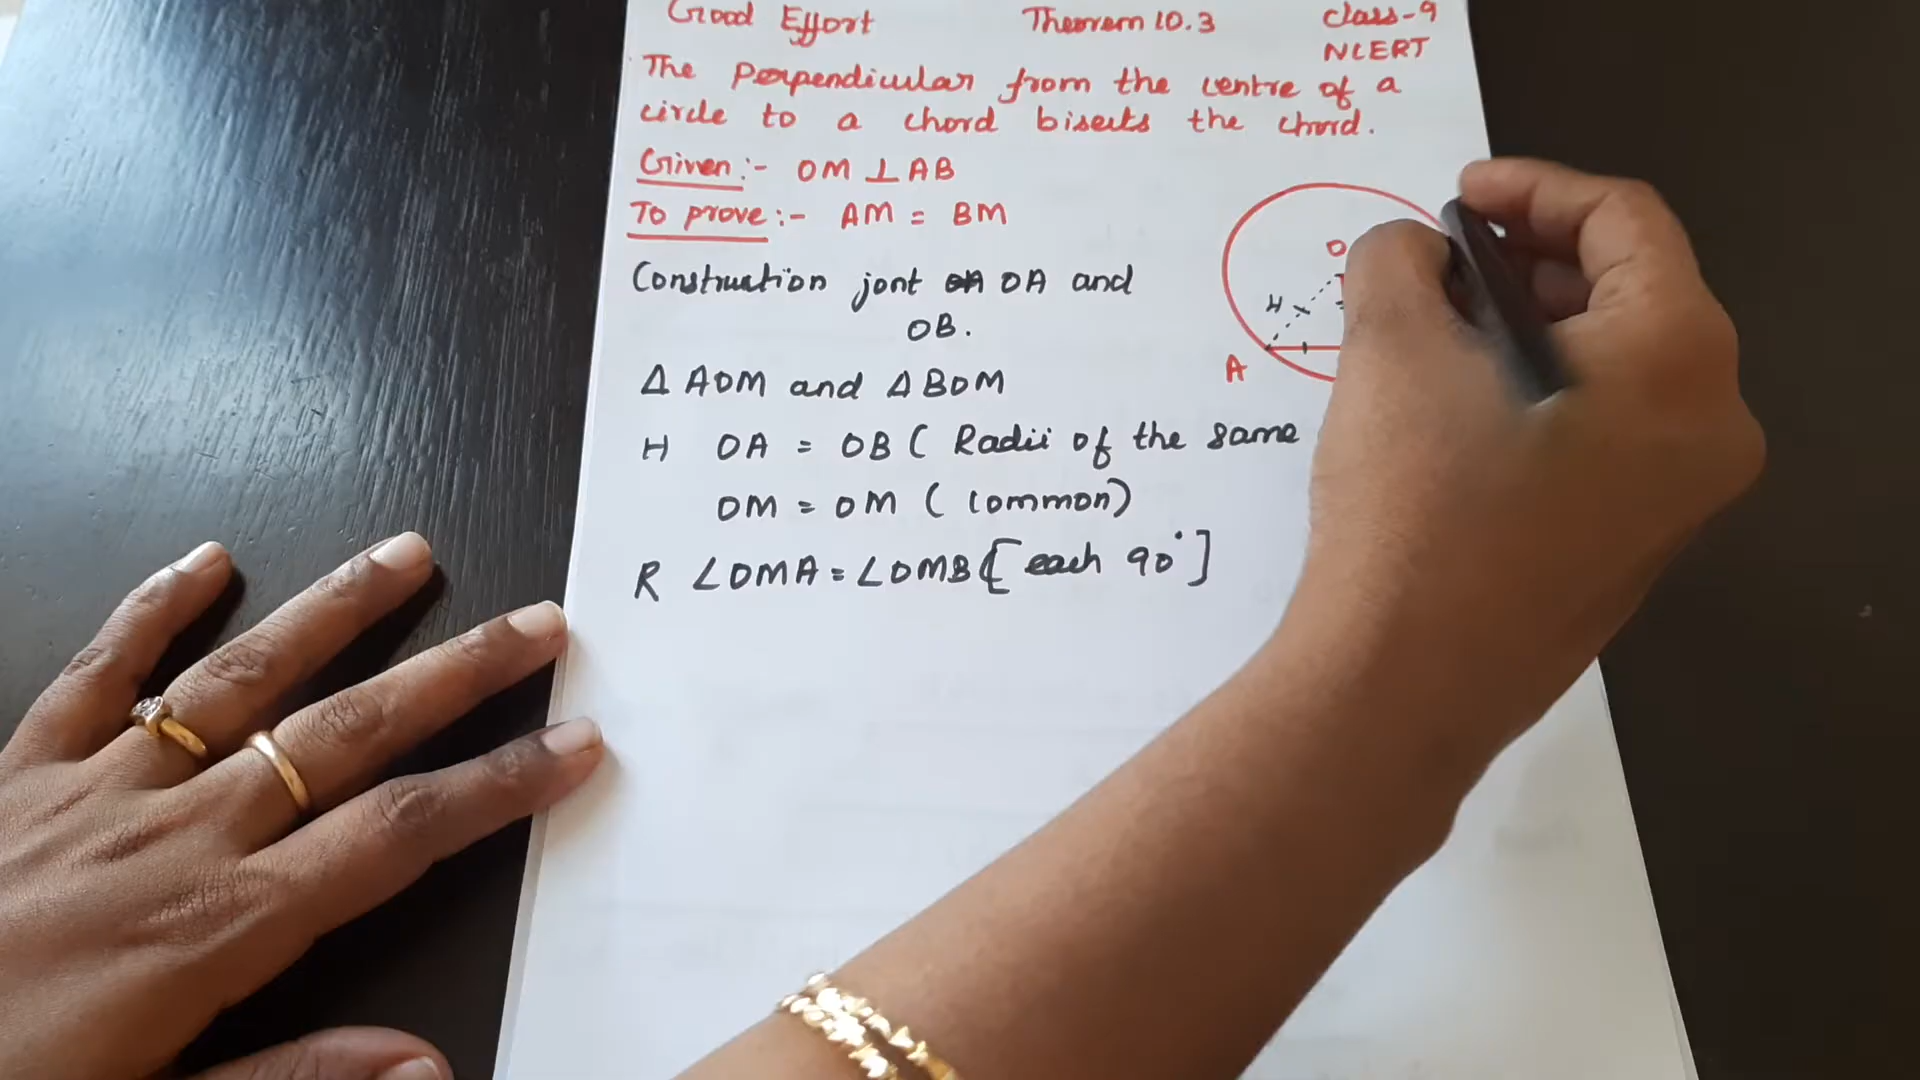 Good Effort Theorem 10.3 Class-9
NCERT
The Perpendicular from the centre of a
circle to a chord bisects the chord.
Given :- OM ⊥ AB
To prove :- AM = BM
Construction jont OA OA and
OB.
Δ AOM and Δ BOM
H OA = OB ( Radii of the same
OM = OM ( Common)
R ∠OMA = ∠OMB [ each 90° ]
O
H
A